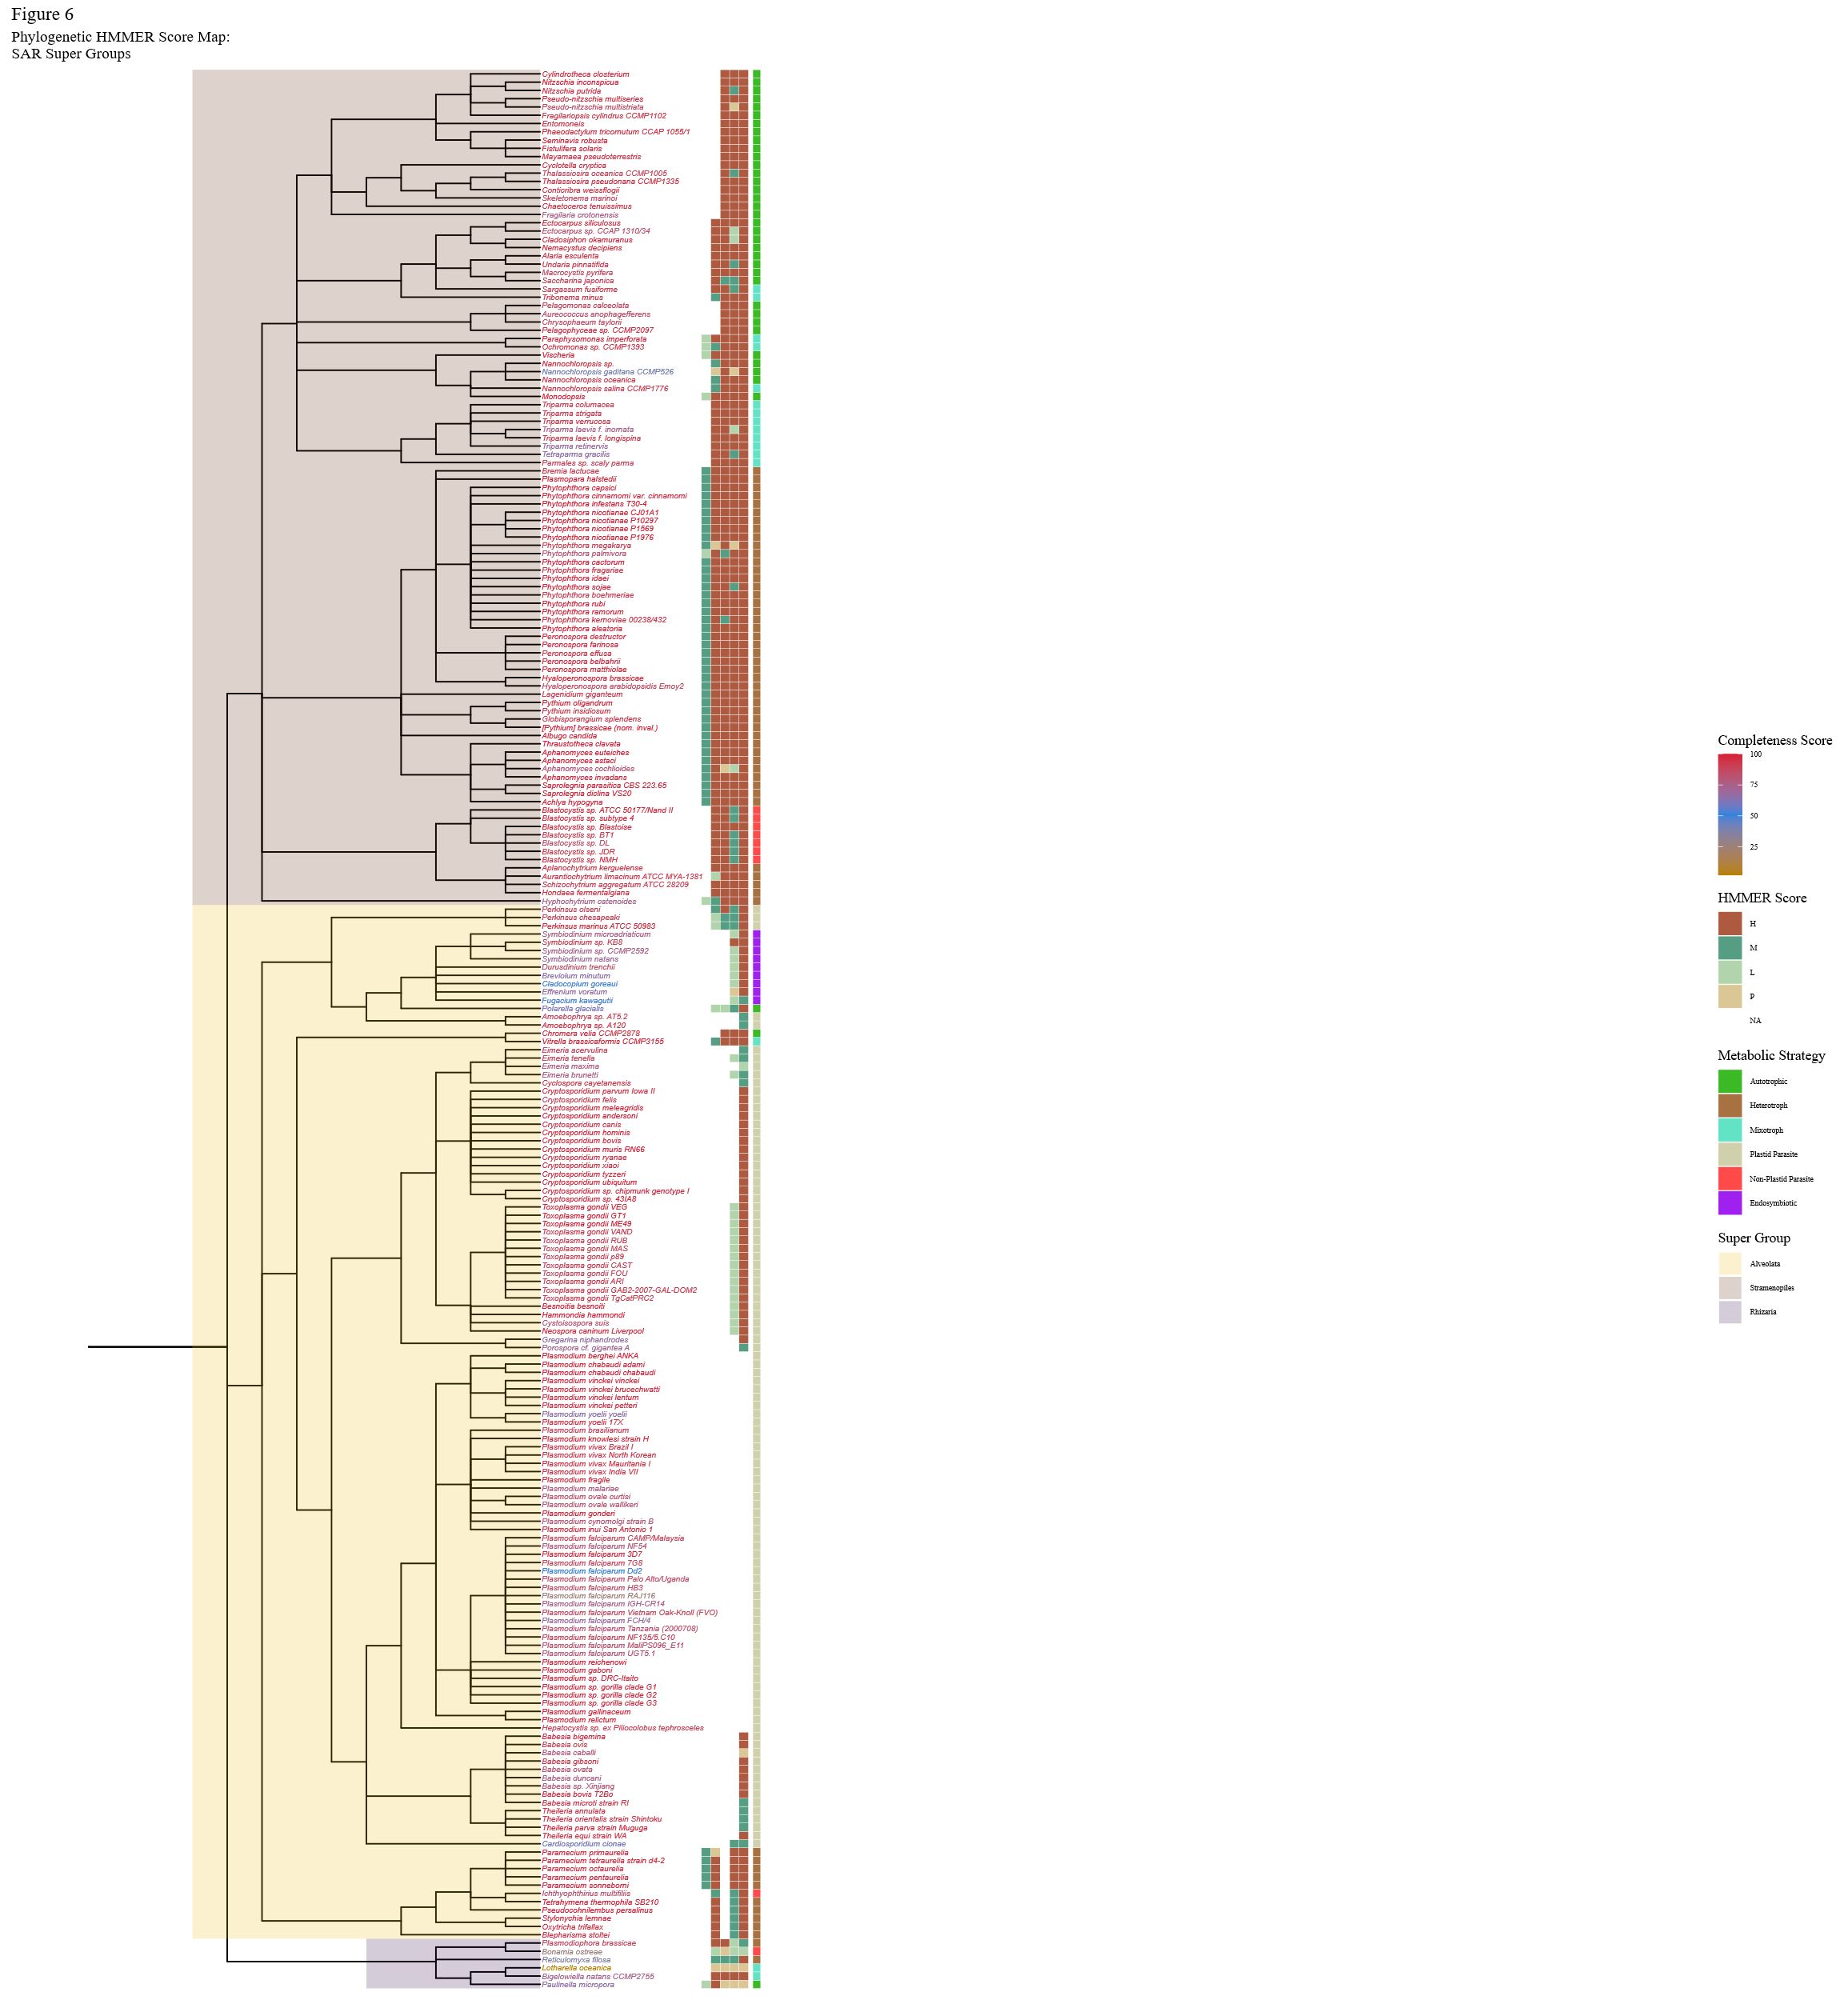 Figure 6
Phylogenetic HMMER Score Map:
SAR Super Groups
Cylindrotheca closterium
Nitzschia inconspicua
Nitzschia putrida
Pseudo-nitzschia multiseries
Pseudo-nitzschia multistriata
Fragilariopsis cylindrus CCMP1102
Entomoneis
Phaeodactylum tricornutum CCAP 1055/1
Seminavis robusta
Fistulifera solaris
Mayamaea pseudoterrestris
Cyclotella cryptica
Thalassiosira oceanica CCMP1005
Thalassiosira pseudonana CCMP1335
Conticribra weissflogii
Skeletonema marinoi
Chaetoceros tenuissimus
Fragilaria crotonensis
Ectocarpus siliculosus
Ectocarpus sp. CCAP 1310/34
Cladosiphon okamuranus
Nemacystus decipiens
Alaria esculenta
Undaria pinnatifida
Macrocystis pyrifera
Saccharina japonica
Sargassum fusiforme
Tribonema minus
Pelagomonas calceolata
Aureococcus anophagefferens
Chrysophaeum taylorii
Pelagophyceae sp. CCMP2097
Paraphysomonas imperforata
Ochromonas sp. CCMP1393
Vischeria
Nannochloropsis sp.
Nannochloropsis gaditana CCMP526
Nannochloropsis oceanica
Nannochloropsis salina CCMP1776
Monodopsis
Triparma columacea
Triparma strigata
Triparma verrucosa
Triparma laevis f. inornata
Triparma laevis f. longispina
Triparma retinervis
Tetraparma gracilis
Parmales sp. scaly parma
Bremia lactucae
Plasmopara halstedii
Phytophthora capsici
Phytophthora cinnamomi var. cinnamomi
Phytophthora infestans T30-4
Phytophthora nicotianae CJ01A1
Phytophthora nicotianae P10297
Phytophthora nicotianae P1569
Phytophthora nicotianae P1976
Phytophthora megakarya
Phytophthora palmivora
Phytophthora cactorum
Phytophthora fragariae
Phytophthora idaei
Phytophthora sojae
Phytophthora boehmeriae
Phytophthora rubi
Phytophthora ramorum
Phytophthora kernoviae 00238/432
Phytophthora aleatoria
Peronospora destructor
Peronospora farinosa
Peronospora effusa
Peronospora belbahrii
Peronospora matthiolae
Hyaloperonospora brassicae
Hyaloperonospora arabidopsidis Emoy2
Lagenidium giganteum
Pythium oligandrum
Pythium insidiosum
Globisporangium splendens
[Pythium] brassicae (nom. inval.)
Albugo candida
Thraustotheca clavata
Aphanomyces euteiches
Aphanomyces astaci
Aphanomyces cochlioides
Aphanomyces invadans
Saprolegnia parasitica CBS 223.65
Saprolegnia diclina VS20
Achlya hypogyna
Blastocystis sp. ATCC 50177/Nand II
Blastocystis sp. subtype 4
Blastocystis sp. Blastoise
Blastocystis sp. BT1
Blastocystis sp. DL
Blastocystis sp. JDR
Blastocystis sp. NMH
Aplanochytrium kerguelense
Aurantiochytrium limacinum ATCC MYA-1381
Schizochytrium aggregatum ATCC 28209
Hondaea fermentalgiana
Hyphochytrium catenoides
Perkinsus olseni
Perkinsus chesapeaki
Perkinsus marinus ATCC 50983
Symbiodinium microadriaticum
Symbiodinium sp. KB8
Symbiodinium sp. CCMP2592
Symbiodinium natans
Durusdinium trenchii
Breviolum minutum
Cladocopium goreaui
Effrenium voratum
Fugacium kawagutii
Polarella glacialis
Amoebophrya sp. AT5.2
Amoebophrya sp. A120
Chromera velia CCMP2878
Vitrella brassicaformis CCMP3155
Eimeria acervulina
Eimeria tenella
Eimeria maxima
Eimeria brunetti
Cyclospora cayetanensis
Cryptosporidium parvum Iowa II
Cryptosporidium felis
Cryptosporidium meleagridis
Cryptosporidium andersoni
Cryptosporidium canis
Cryptosporidium hominis
Cryptosporidium bovis
Cryptosporidium muris RN66
Cryptosporidium ryanae
Cryptosporidium xiaoi
Cryptosporidium tyzzeri
Cryptosporidium ubiquitum
Cryptosporidium sp. chipmunk genotype I
Cryptosporidium sp. 43IA8
Toxoplasma gondii VEG
Toxoplasma gondii GT1
Toxoplasma gondii ME49
Toxoplasma gondii VAND
Toxoplasma gondii RUB
Toxoplasma gondii MAS
Toxoplasma gondii p89
Toxoplasma gondii CAST
Toxoplasma gondii FOU
Toxoplasma gondii ARI
Toxoplasma gondii GAB2-2007-GAL-DOM2
Toxoplasma gondii TgCatPRC2
Besnoitia besnoiti
Hammondia hammondi
Cystoisospora suis
Neospora caninum Liverpool
Gregarina niphandrodes
Porospora cf. gigantea A
Plasmodium berghei ANKA
Plasmodium chabaudi adami
Plasmodium chabaudi chabaudi
Plasmodium vinckei vinckei
Plasmodium vinckei brucechwatti
Plasmodium vinckei lentum
Plasmodium vinckei petteri
Plasmodium yoelii yoelii
Plasmodium yoelii 17X
Plasmodium brasilianum
Plasmodium knowlesi strain H
Plasmodium vivax Brazil I
Plasmodium vivax North Korean
Plasmodium vivax Mauritania I
Plasmodium vivax India VII
Plasmodium fragile
Plasmodium malariae
Plasmodium ovale curtisi
Plasmodium ovale wallikeri
Plasmodium gonderi
Plasmodium cynomolgi strain B
Plasmodium inui San Antonio 1
Plasmodium falciparum CAMP/Malaysia
Plasmodium falciparum NF54
Plasmodium falciparum 3D7
Plasmodium falciparum 7G8
Plasmodium falciparum Dd2
Plasmodium falciparum Palo Alto/Uganda
Plasmodium falciparum HB3
Plasmodium falciparum RAJ116
Plasmodium falciparum IGH-CR14
Plasmodium falciparum Vietnam Oak-Knoll (FVO)
Plasmodium falciparum FCH/4
Plasmodium falciparum Tanzania (2000708)
Plasmodium falciparum NF135/5.C10
Plasmodium falciparum MaliPS096_E11
Plasmodium falciparum UGT5.1
Plasmodium reichenowi
Plasmodium gaboni
Plasmodium sp. DRC-Itaito
Plasmodium sp. gorilla clade G1
Plasmodium sp. gorilla clade G2
Plasmodium sp. gorilla clade G3
Plasmodium gallinaceum
Plasmodium relictum
Hepatocystis sp. ex Piliocolobus tephrosceles
Babesia bigemina
Babesia ovis
Babesia caballi
Babesia gibsoni
Babesia ovata
Babesia duncani
Babesia sp. Xinjiang
Babesia bovis T2Bo
Babesia microti strain RI
Theileria annulata
Theileria orientalis strain Shintoku
Theileria parva strain Muguga
Theileria equi strain WA
Cardiosporidium cionae
Paramecium primaurelia
Paramecium tetraurelia strain d4-2
Paramecium octaurelia
Paramecium pentaurelia
Paramecium sonneborni
Ichthyophthirius multifiliis
Tetrahymena thermophila SB210
Pseudocohnilembus persalinus
Stylonychia lemnae
Oxytricha trifallax
Blepharisma stoltei
Plasmodiophora brassicae
Bonamia ostreae
Reticulomyxa filosa
Lotharella oceanica
Bigelowiella natans CCMP2755
Paulinella micropora
Completeness Score
100
75
50
25
HMMER Score
H
M
L
P
NA
Metabolic Strategy
Autotrophic
Heterotroph
Mixotroph
Plastid Parasite
Non-Plastid Parasite
Endosymbiotic
Super Group
Alveolata
Stramenopiles
Rhizaria